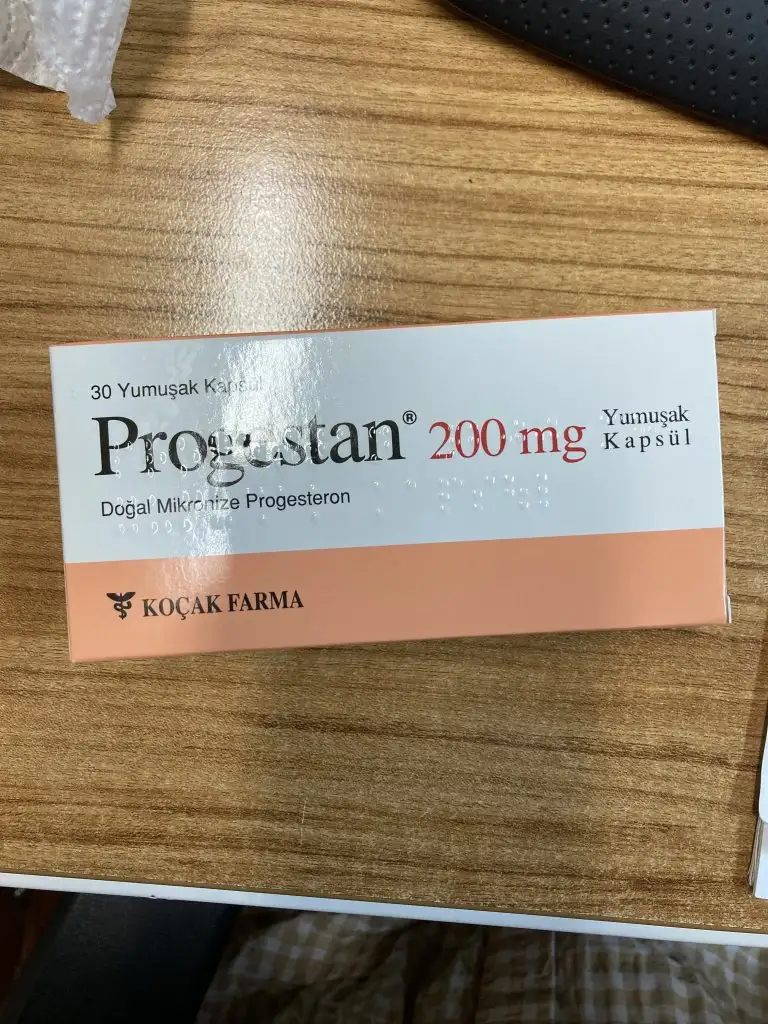 30 Yumuşak Kapsül
Progestan® 200 mg Yumuşak
Kapsül
Doğal Mikronize Progesteron
KOÇAK FARMA